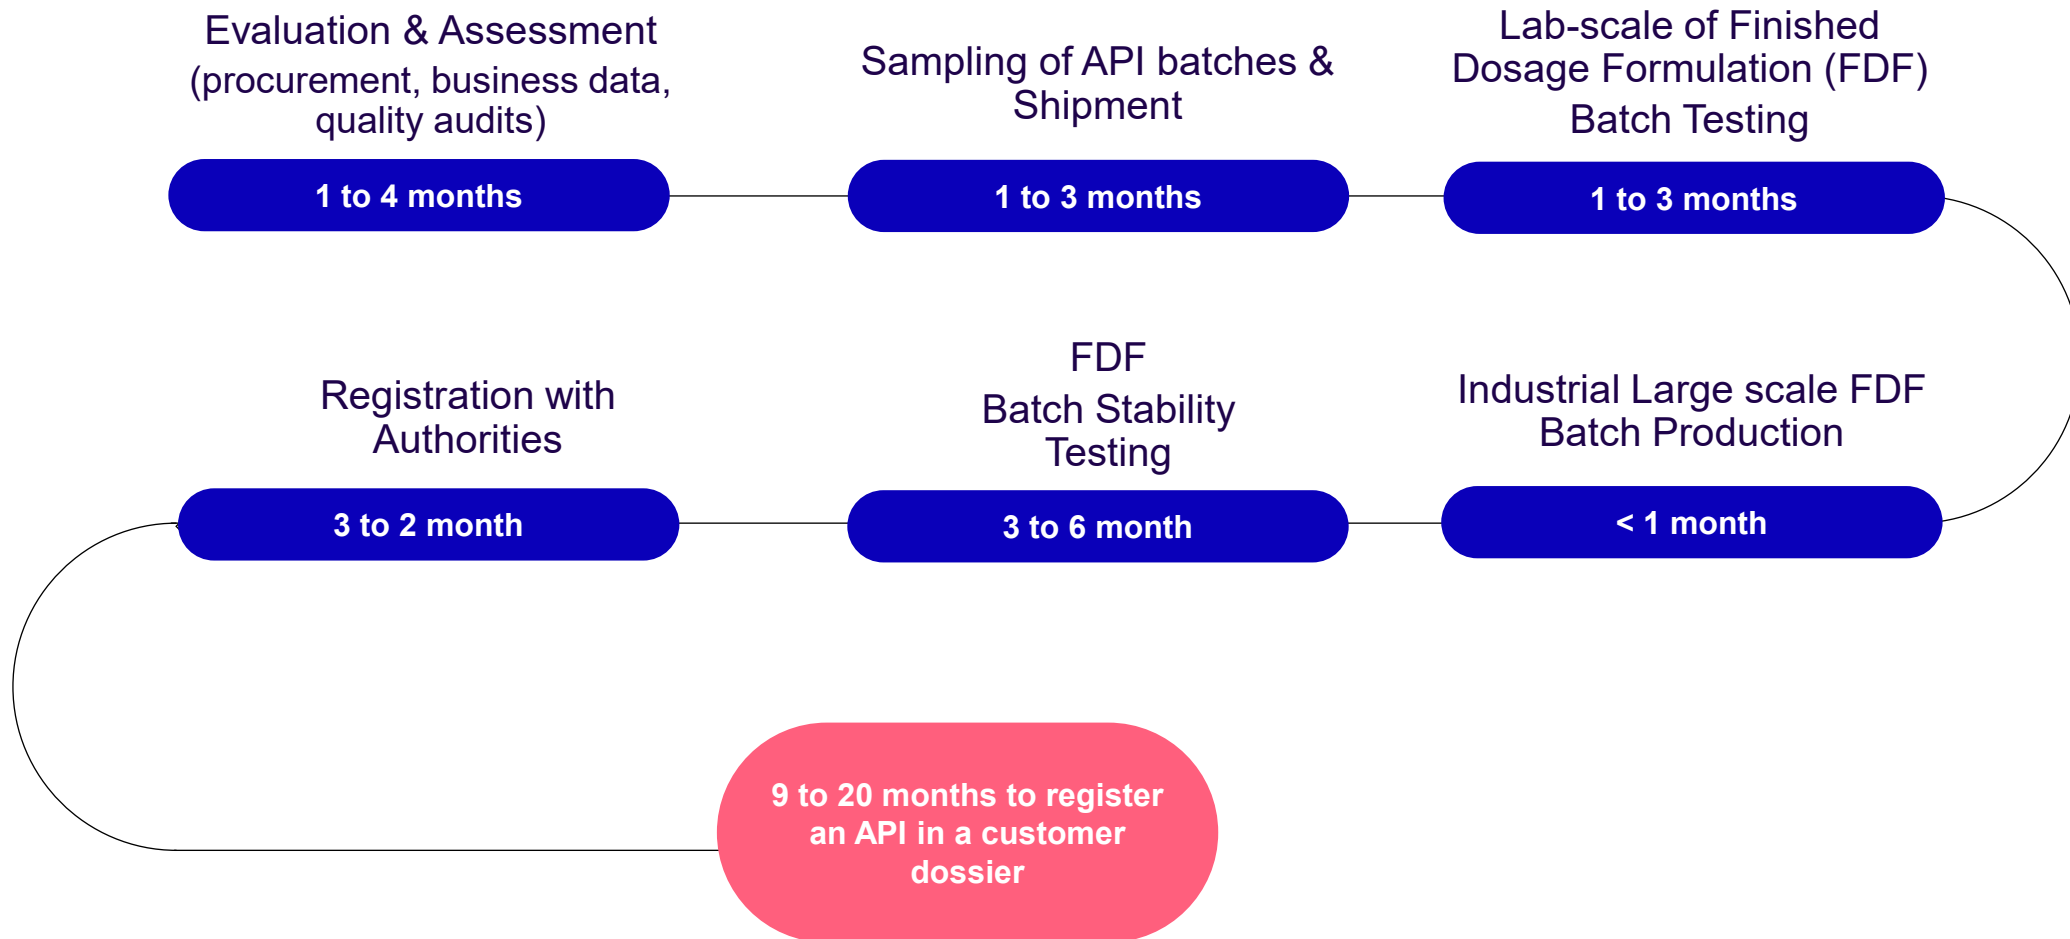 Evaluation & Assessment
(procurement, business data,
quality audits)
1 to 4 months
Sampling of API batches &
Shipment
1 to 3 months
Lab-scale of Finished
Dosage Formulation (FDF)
Batch Testing
1 to 3 months
Industrial Large scale FDF
Batch Production
< 1 month
FDF
Batch Stability
Testing
3 to 6 month
Registration with
Authorities
3 to 2 month
9 to 20 months to register
an API in a customer
dossier